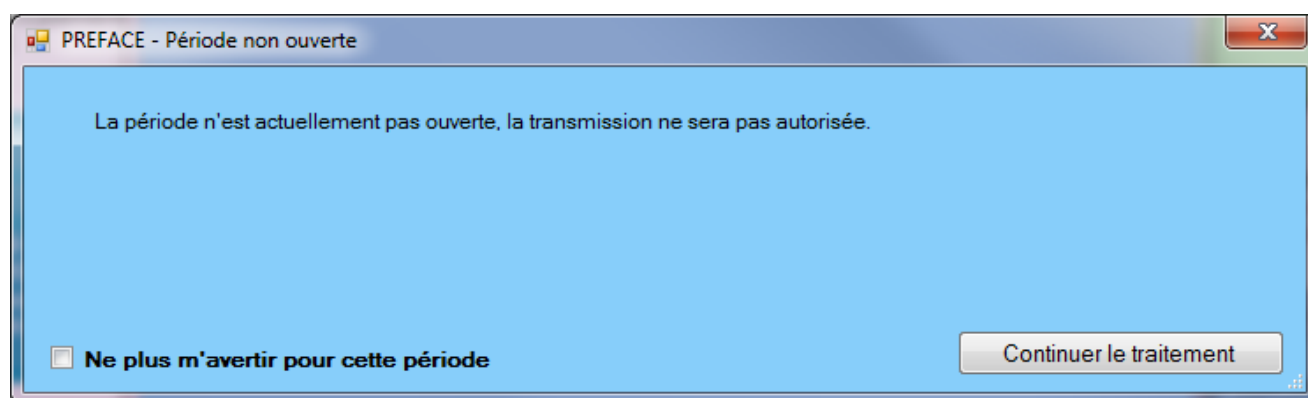 PREFACE - Période non ouverte
La période n'est actuellement pas ouverte, la transmission ne sera pas autorisée.
Ne plus m'avertir pour cette période
Continuer le traitement